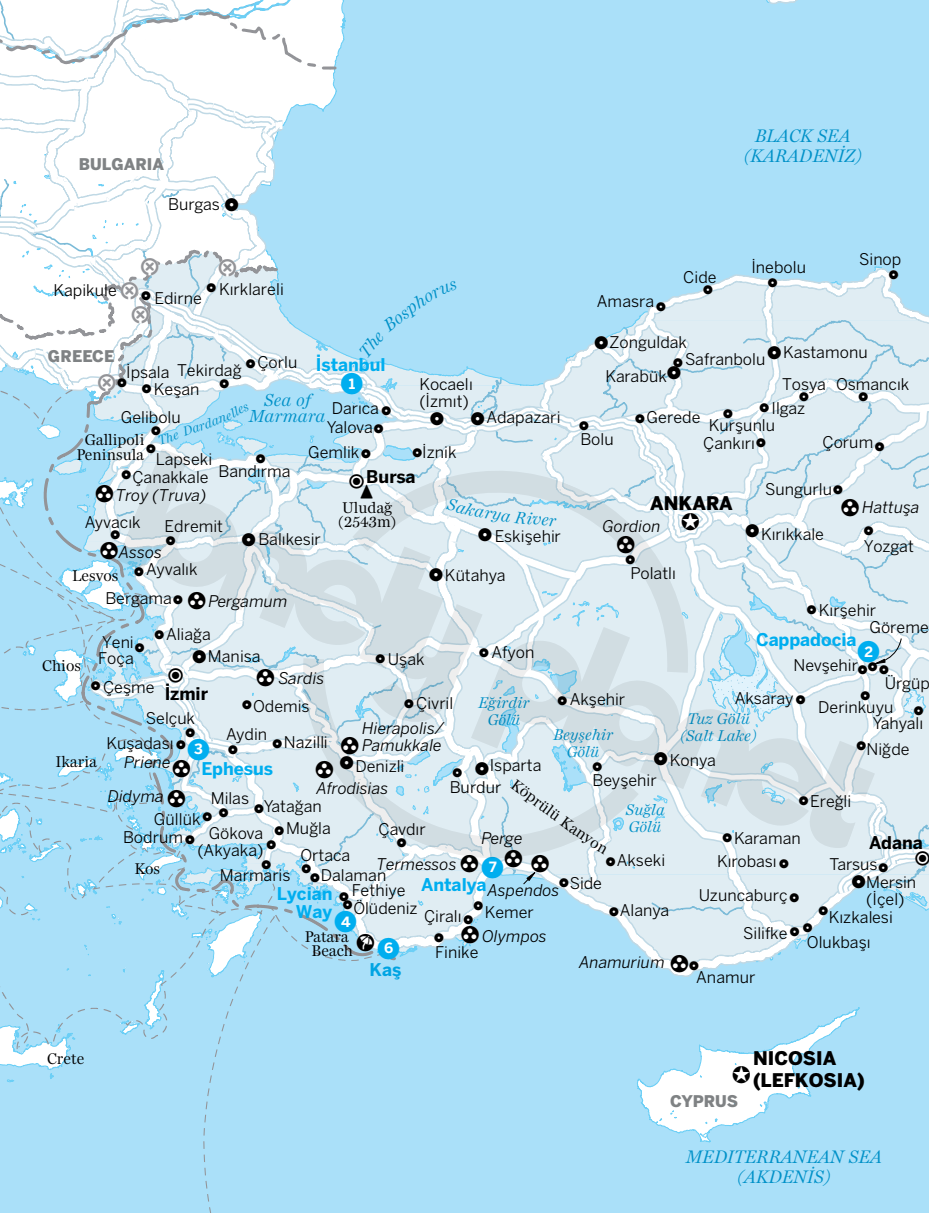 BLACK SEA
(KARADENİZ)
BULGARIA
Burgas
Sinop
İnebolu
Cide
Kapikule
Edirne
Kırklareli
Amasra
The Bosphorus
Zonguldak
Safranbolu
Kastamonu
GREECE
İpsala
Tekirdağ
Çorlu
İstanbul
1
Karabük
Keşan
Kocaelı
(İzmıt)
Tosya
Osmancık
Sea of
Marmara
Darıca
Gelibolu
The Dardanelles
Yalova
Adapazari
Gerede
Ilgaz
Kurşunlu
Bolu
Çankırı
Çorum
Gallipoli
Peninsula
Lapseki
Gemlik
İznik
Bandırma
Çanakkale
Bursa
Troy (Truva)
Uludağ
(2543m)
Sungurlu
ANKARA
Hattuşa
Sakarya River
Gordion
Ayvacık
Edremit
Balıkesir
Eskişehir
Kırıkkale
Yozgat
Assos
Polatlı
Lesvos
Ayvalık
Kütahya
Bergama
Pergamum
Kırşehir
Göreme
Aliağa
Yeni
Foça
Cappadocia
2
Manisa
Uşak
Afyon
Chios
Nevşehir
Sardis
Ürgüp
Çeşme
İzmir
Odemis
Çivril
Eğirdir
Gölü
Akşehir
Aksaray
Derinkuyu
Tuz Gölü
(Salt Lake)
Yahyalı
Selçuk
Hierapolis/
Pamukkale
Beyşehir
Gölü
Kuşadası
3
Aydin
Nazilli
Niğde
Ikaria
Priene
Ephesus
Denizli
Isparta
Konya
Afrodisias
Burdur
Beyşehir
Didyma
Milas
Yatağan
Köprülü Kanyon
Ereğli
Güllük
Suğla
Gölü
Bodrum
Gökova
(Akyaka)
Muğla
Çavdır
Perge
Karaman
Adana
Kos
Ortaca
Termessos
7
Akseki
Kırobası
Tarsus
Marmaris
Dalaman
Antalya
Aspendos
Side
Mersin
(İçel)
Lycian
Way
4
Fethiye
Ölüdeniz
Uzuncaburç
Kemer
Çiralı
Alanya
Kızkalesi
Patara
Beach
6
Kaş
Olympos
Finike
Silifke
Olukbaşı
Anamurium
Anamur
Crete
NICOSIA
(LEFKOSIA)
CYPRUS
MEDITERRANEAN SEA
(AKDENİS)
lonely planet